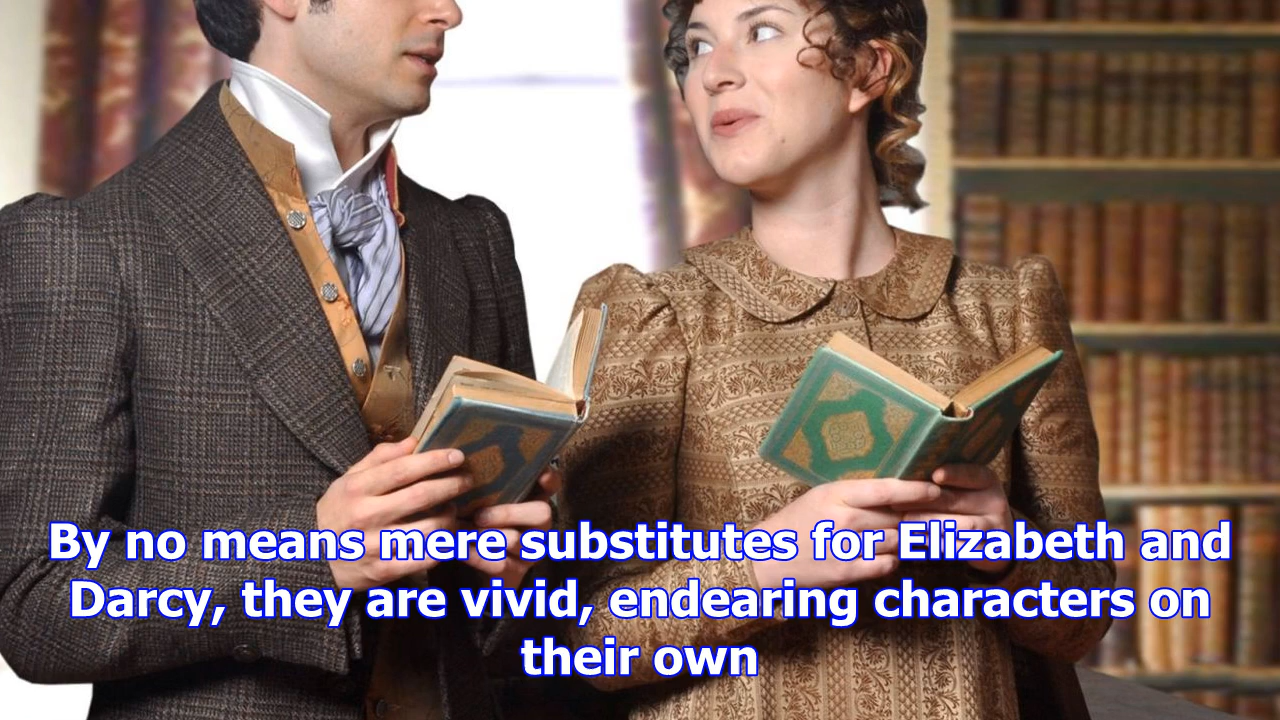 By no means mere substitutes for Elizabeth and
Darcy, they are vivid, endearing characters on
their own